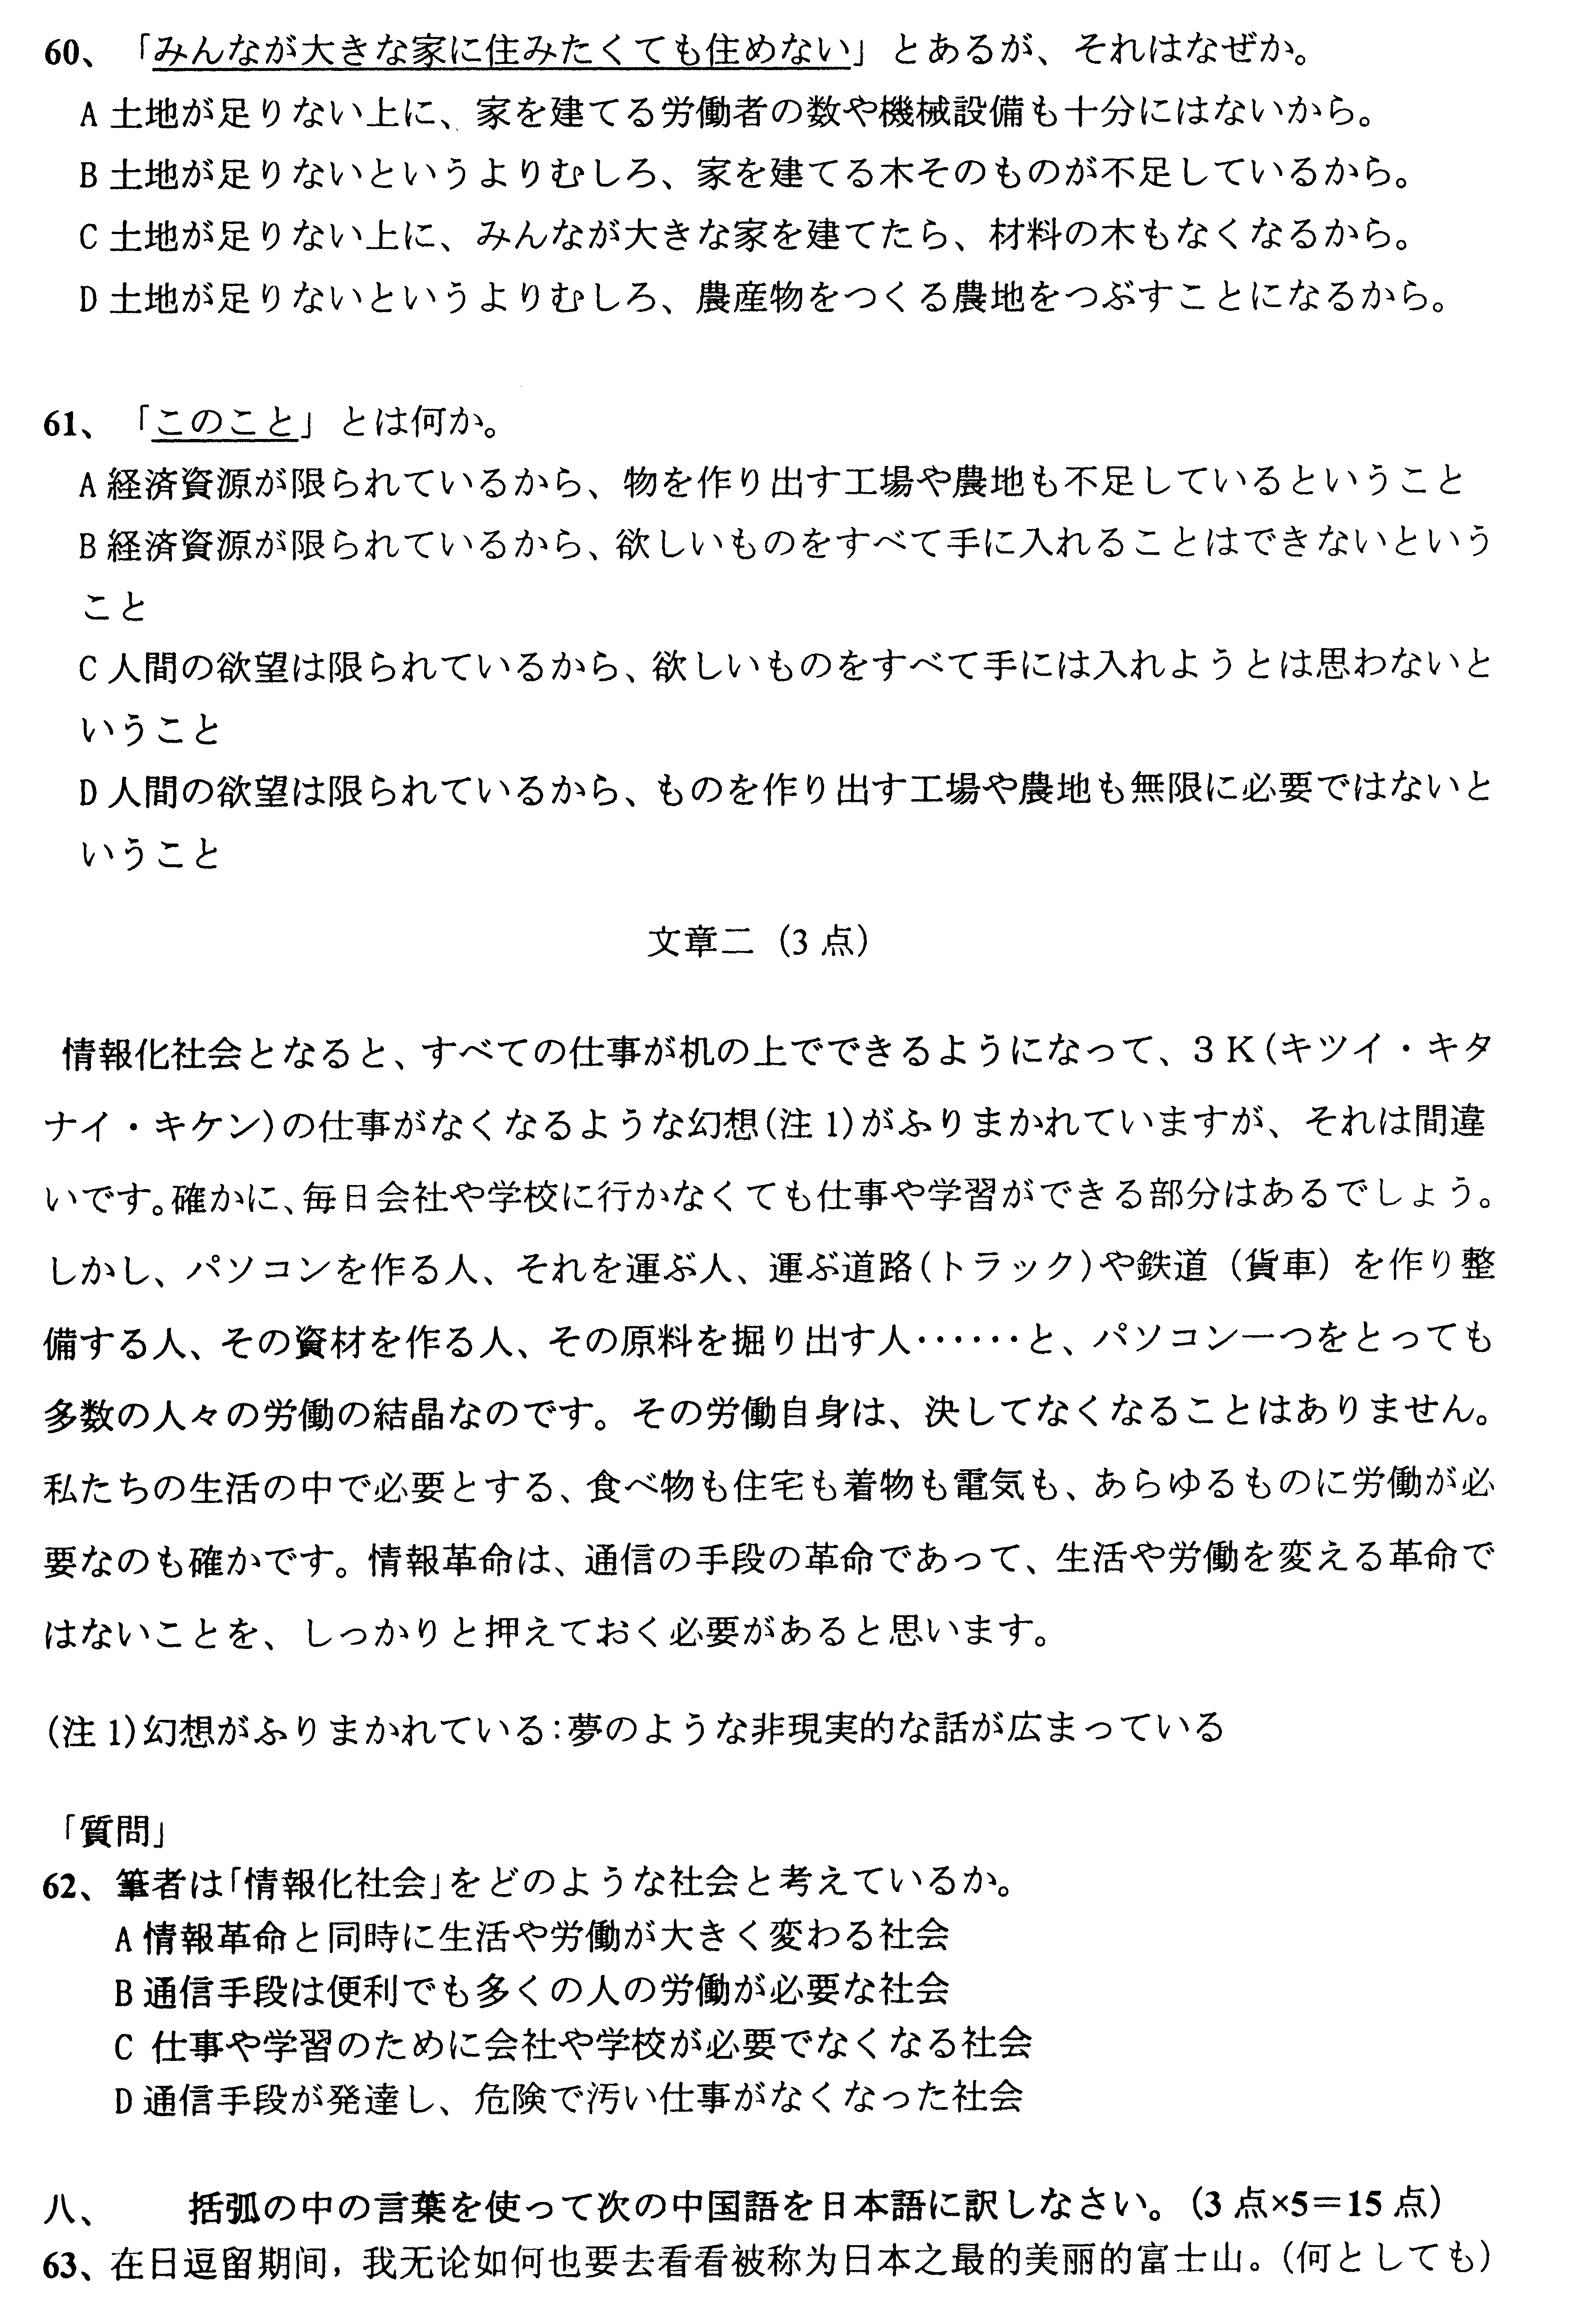 60、「みんなが大きな家に住みたくても住めない」とあるが、それはなぜか。
A 土地が足りない上に、家を建てる労働者の数や機械設備も十分にはないから。
B 土地が足りないというよりむしろ、家を建てる木そのものが不足しているから。
C 土地が足りない上に、みんなが大きな家を建てたら、材料の木もなくなるから。
D 土地が足りないというよりむしろ、農産物をつくる農地をつぶすことになるから。
61、「このこと」とは何か。
A 経済資源が限られているから、物を作り出す工場や農地も不足しているということ
B 経済資源が限られているから、欲しいものをすべて手に入れることはできないという
こと
C 人間の欲望は限られているから、欲しいものをすべて手には入れようとは思わないと
いうこと
D 人間の欲望は限られているから、ものを作り出す工場や農地も無限に必要ではないと
いうこと
文章二（3 点）
情報化社会となると、すべての仕事が机の上でできるようになって、３Ｋ(キツイ・キタ
ナイ・キケン)の仕事がなくなるような幻想(注 1)がふりまかれていますが、それは間違
いです。確かに、毎日会社や学校に行かなくても仕事や学習ができる部分はあるでしょう。
しかし、パソコンを作る人、それを運ぶ人、運ぶ道路(トラック)や鉄道（貨車）を作り整
備する人、その資材を作る人、その原料を掘り出す人……と、パソコン一つをとっても
多数の人々の労働の結晶なのです。その労働自身は、決してなくなることはありません。
私たちの生活の中で必要とする、食べ物も住宅も着物も電気も、あらゆるものに労働が必
要なのも確かです。情報革命は、通信の手段の革命であって、生活や労働を変える革命で
はないことを、しっかりと押えておく必要があると思います。
(注 1)幻想がふりまかれている:夢のような非現実的な話が広まっている
「質問」
62、筆者は「情報化社会」をどのような社会と考えているか。
A 情報革命と同時に生活や労働が大きく変わる社会
B 通信手段は便利でも多くの人の労働が必要な社会
C 仕事や学習のために会社や学校が必要でなくなる社会
D 通信手段が発達し、危険で汚い仕事がなくなった社会
八、 括弧の中の言葉を使って次の中国語を日本語に訳しなさい。（3 点×5＝15 点）
63、在日逗留期间，我无论如何也要去看看被称为日本之最的美丽的富士山。（何としても）